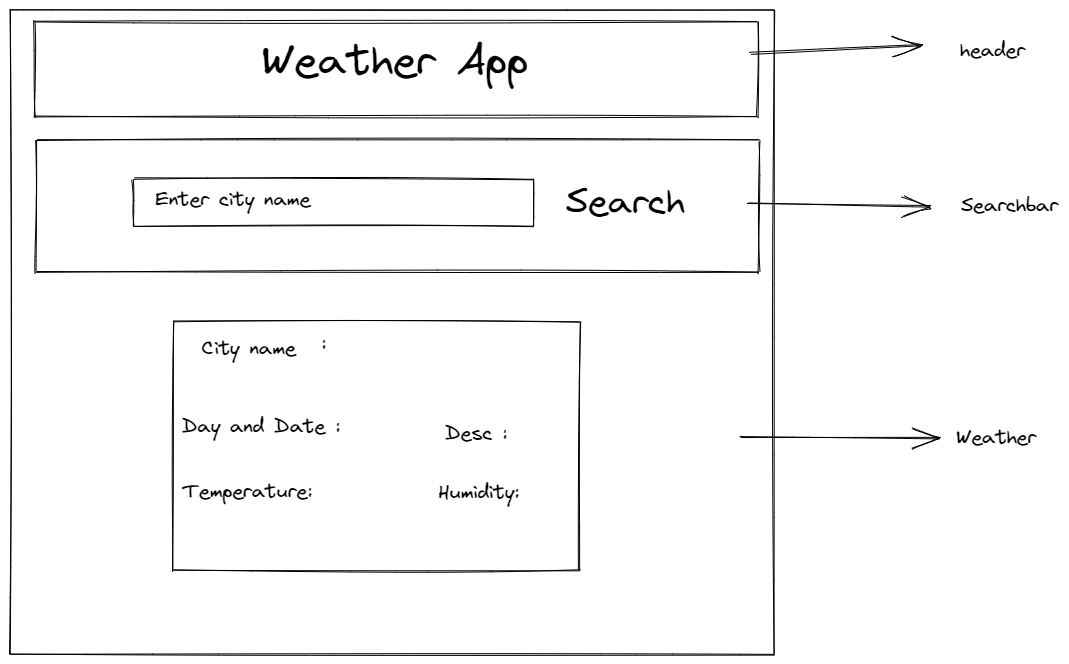 Weather App
header
Enter city name
Search
Searchbar
City name :
Day and Date :
Desc :
Weather
Temperature:
Humidity: